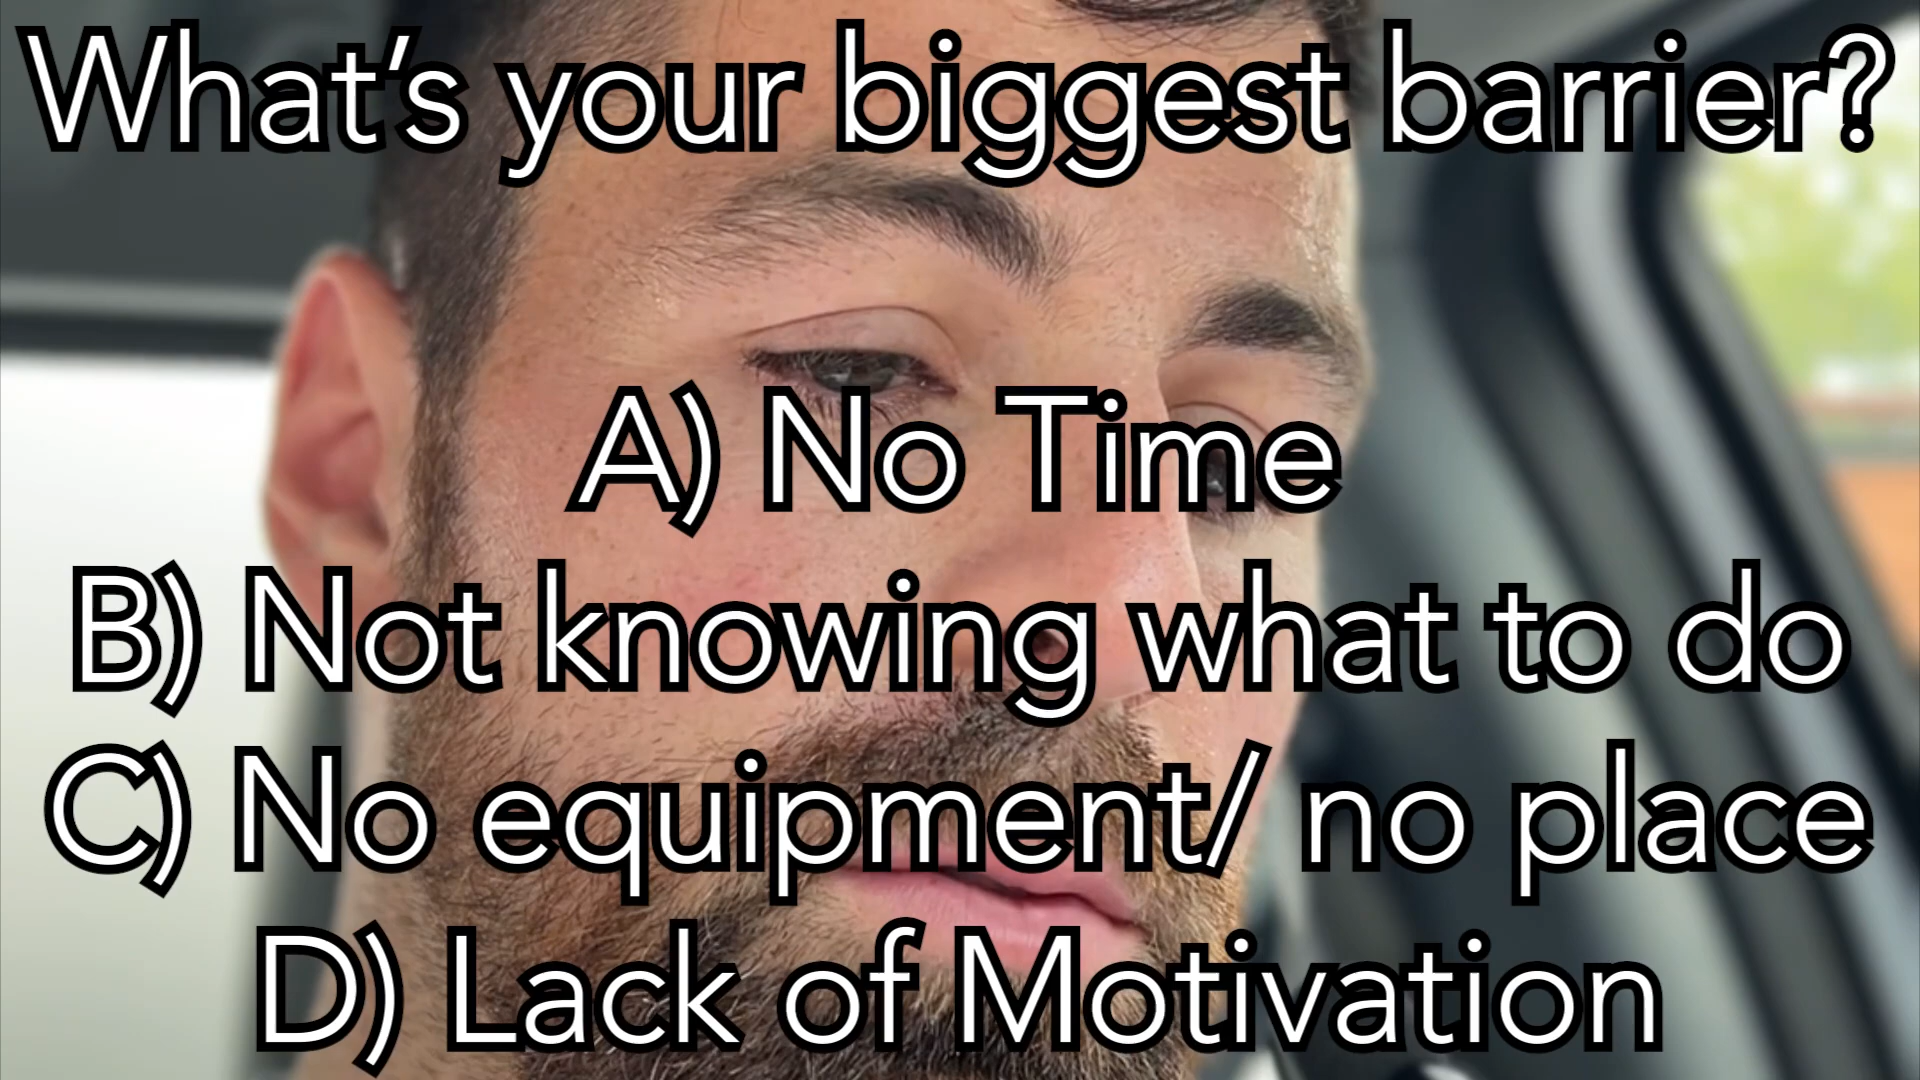 What's your biggest barrier?
A) No Time
B) Not knowing what to do
C) No equipment/ no place
D) Lack of Motivation